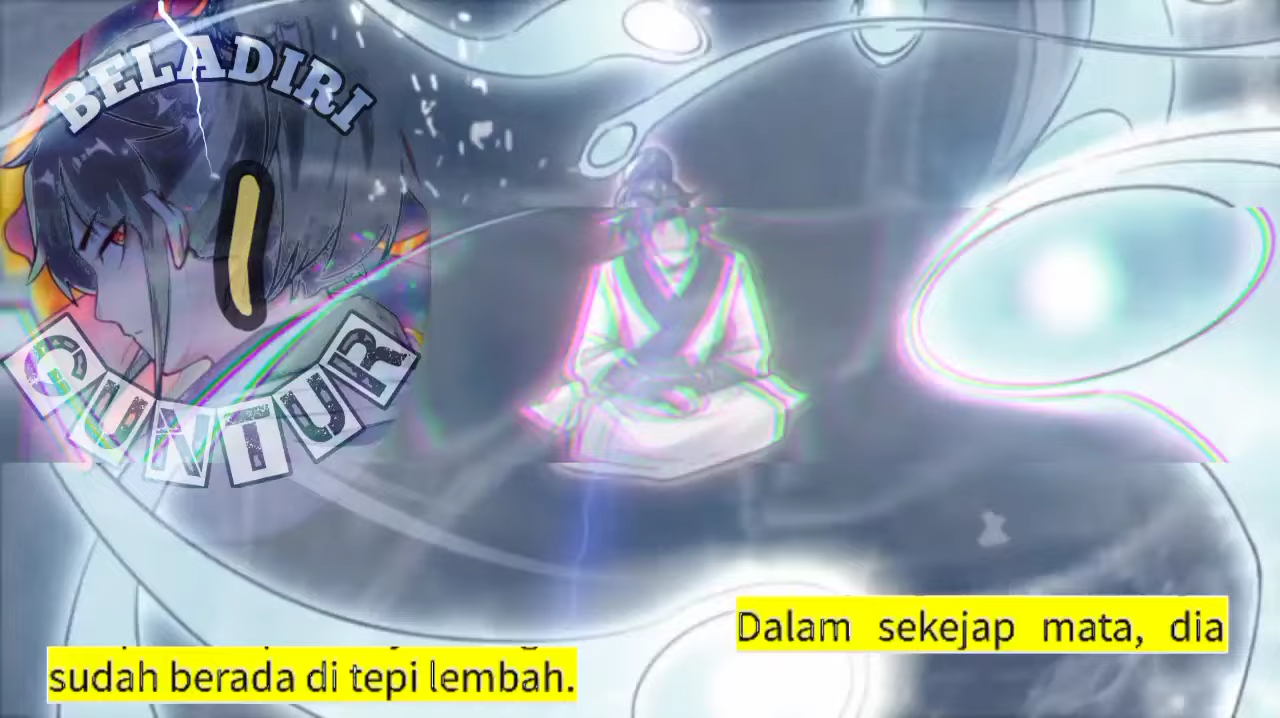 BELADIRI
GUNTUR
Dalam sekejap mata, dia
sudah berada di tepi lembah.